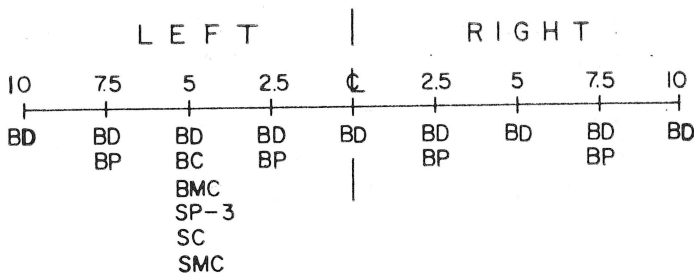 LEFT RIGHT
10 7.5 5 2.5 ℄ 2.5 5 7.5 10
BD BD BD BD BD BD BD BD BD
BP BC BP BP BP
BMC
SP-3
SC
SMC